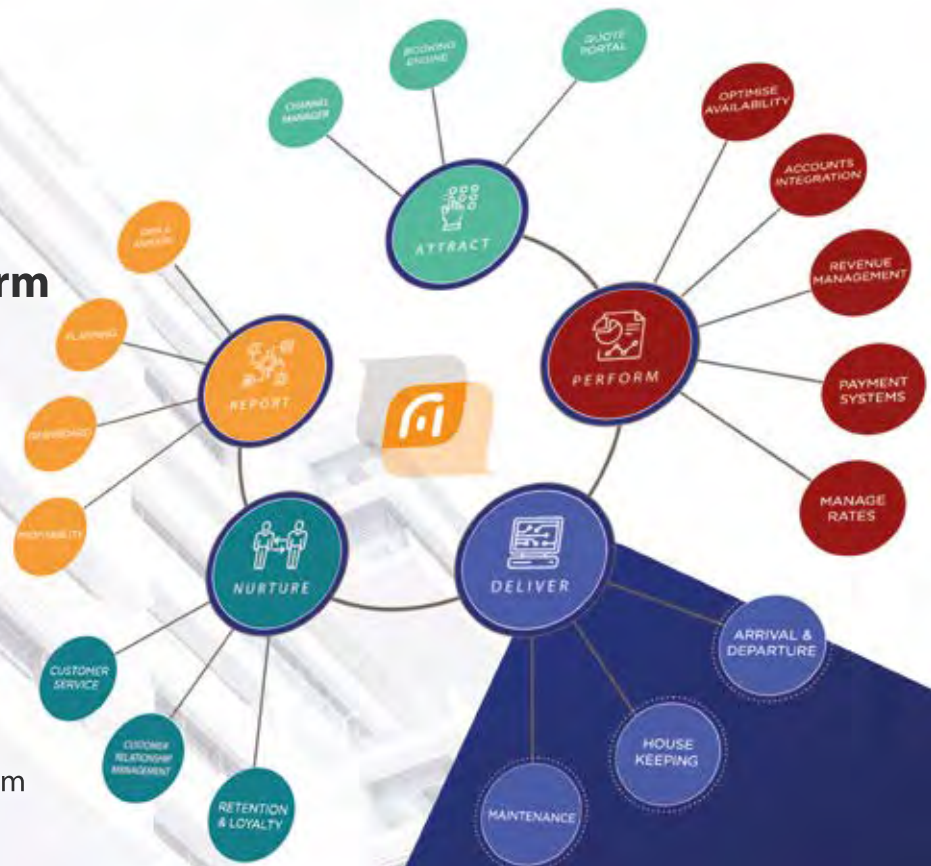 QUOTE
PORTAL
BOOKING
ENGINE
CHANNEL
MANAGER
ATTRACT
OPTIMISE
AVAILABILITY
ACCOUNTS
INTEGRATION
REVENUE
MANAGEMENT
PAYMENT
SYSTEMS
MANAGE
RATES
PERFORM
rm
PLANNING
DASHBOARD
PROFITABILITY
REPORT
NURTURE
CUSTOMER
SERVICE
CUSTOMER
RELATIONSHIP
MANAGEMENT
RETENTION
& LOYALTY
m
DELIVER
ARRIVAL &
DEPARTURE
HOUSE
KEEPING
MAINTENANCE